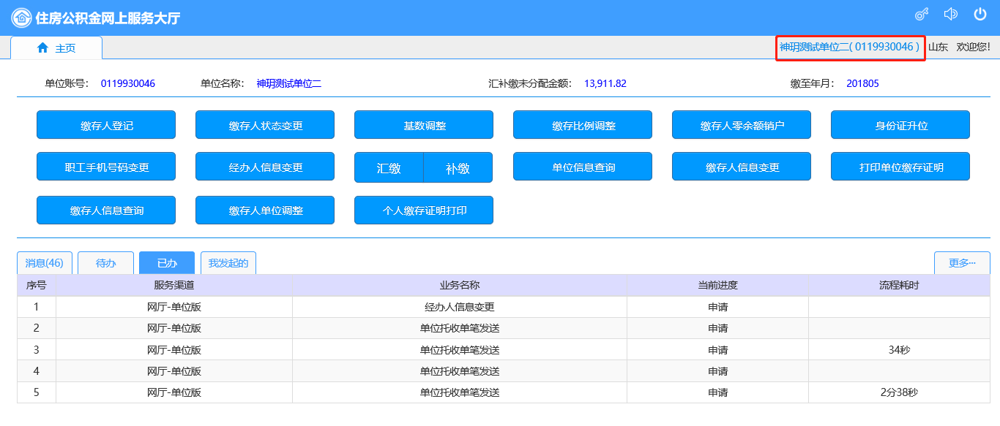 住房公积金网上服务大厅
主页 神玥测试单位二( 0119930046 ) 山东 欢迎您!
单位账号: 0119930046 单位名称: 神玥测试单位二 汇补缴未分配金额: 13,911.82 缴至年月: 201805
缴存人登记 缴存人状态变更 基数调整 缴存比例调整 缴存人零余额销户 身份证升位
职工手机号码变更 经办人信息变更 汇缴 补缴 单位信息查询 缴存人信息变更 打印单位缴存证明
缴存人信息查询 缴存人单位调整 个人缴存证明打印
消息(46) 待办 已办 我发起的 更多···
序号 服务渠道 业务名称 当前进度 流程耗时
1 网厅-单位版 经办人信息变更 申请
2 网厅-单位版 单位托收单笔发送 申请
3 网厅-单位版 单位托收单笔发送 申请 34秒
4 网厅-单位版 单位托收单笔发送 申请
5 网厅-单位版 单位托收单笔发送 申请 2分38秒